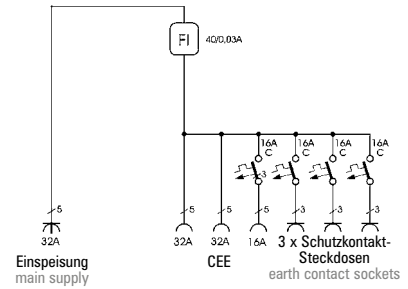 FI 40/0,03A
16A 16A 16A 16A
C C C C
3
5 5 5 5 3 3 3
32A 32A 32A 16A
Einspeisung
main supply
CEE
3 x Schutzkontakt-
Steckdosen
earth contact sockets